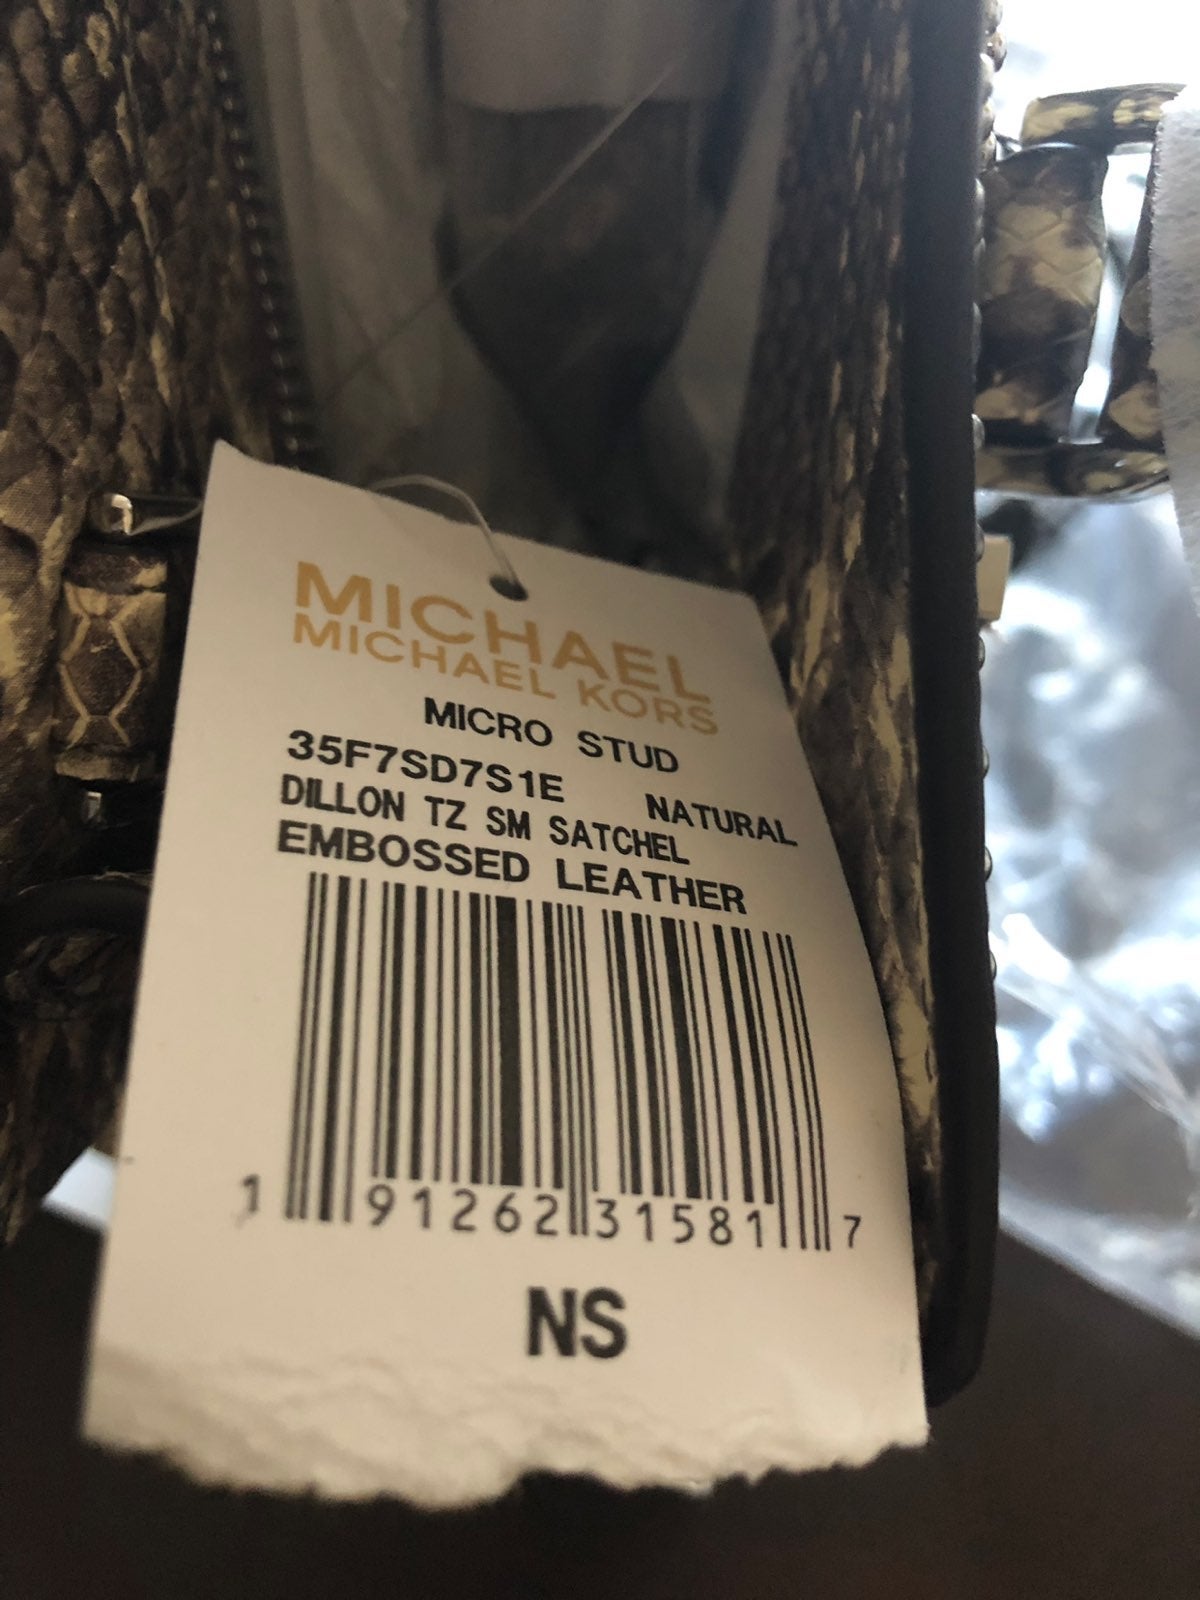 MICHAEL
MICHAEL KORS
MICRO STUD
35F7SD7S1E NATURAL
DILLON TZ SM SATCHEL
EMBOSSED LEATHER
1 91262 31581 7
NS